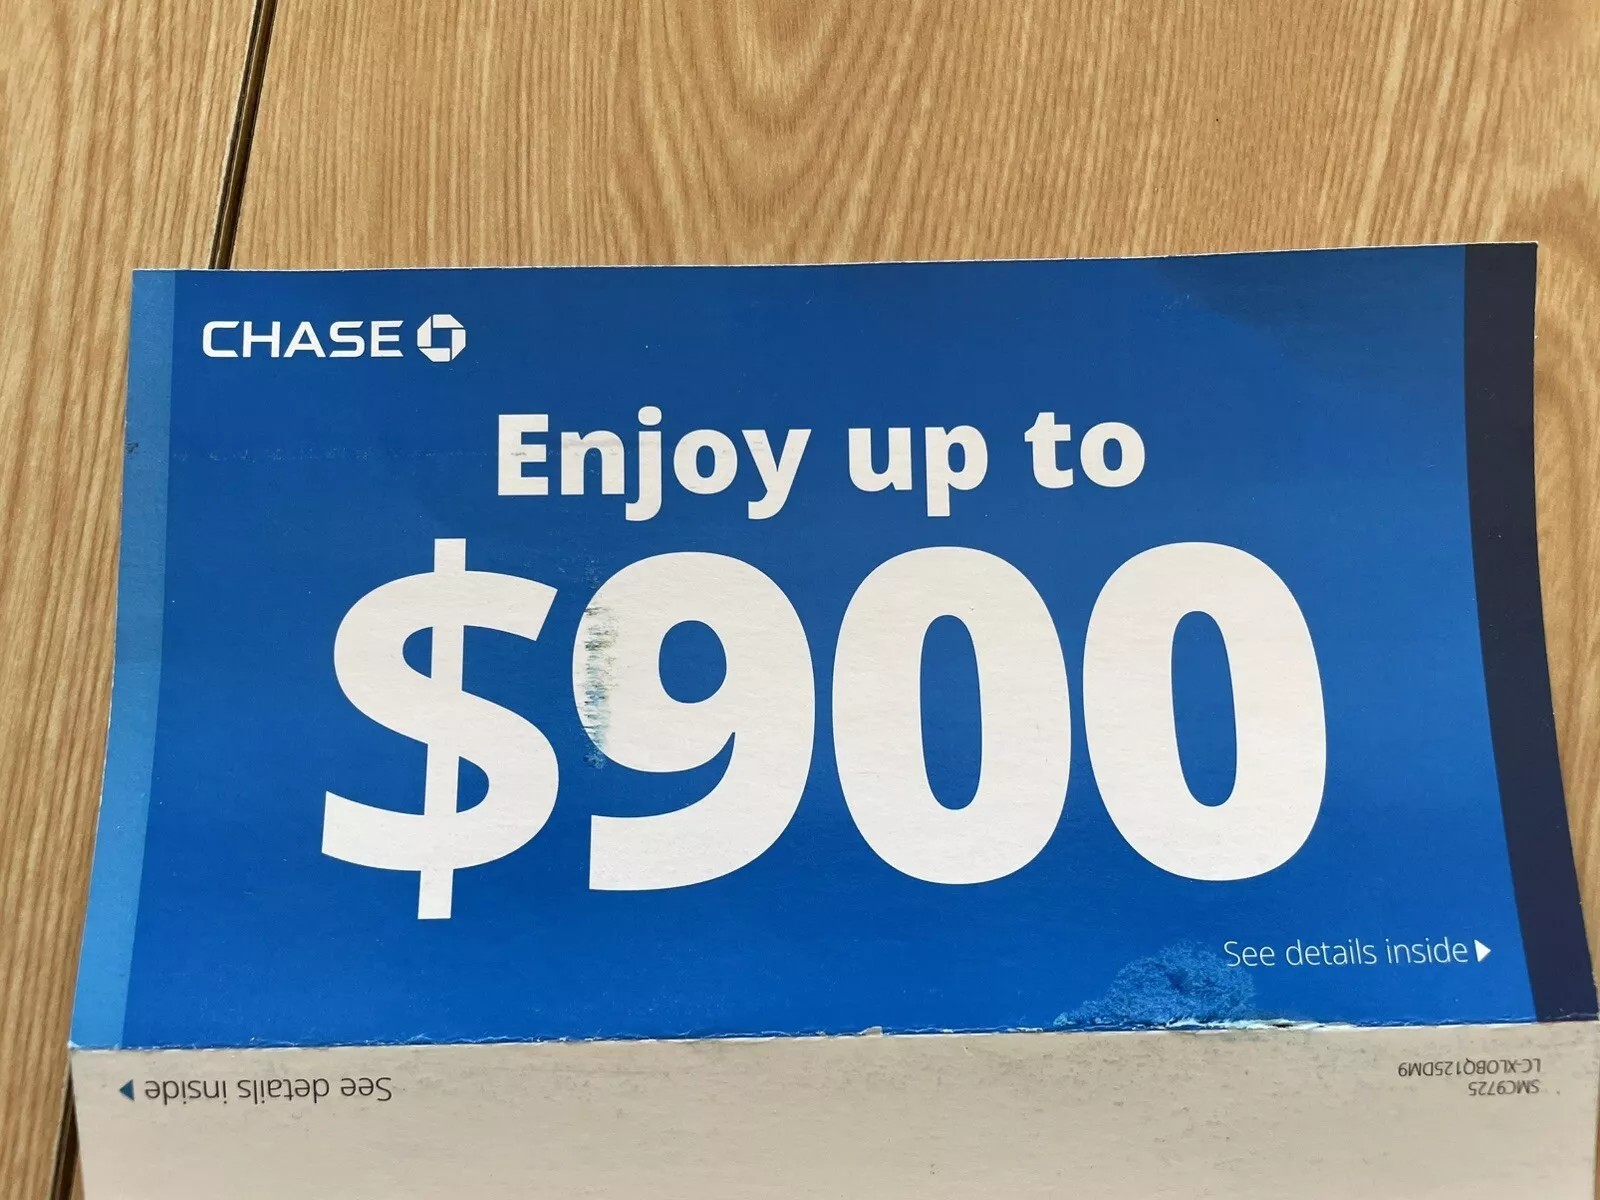 CHASE
Enjoy up to
$900
See details inside
See details inside
SMC9725
LC-XLOBQ125DM9